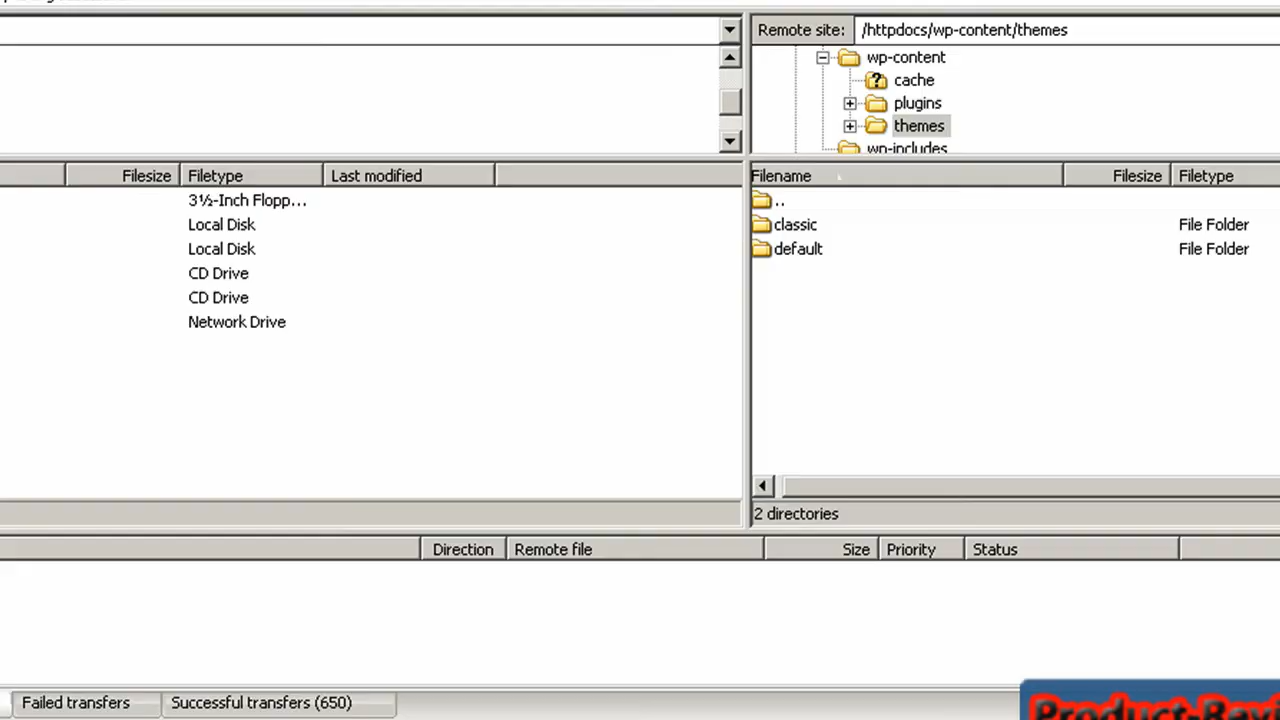 Remote site: /httpdocs/wp-content/themes
wp-content
cache
plugins
themes
wp-includes
Filesize Filetype Last modified
3½-Inch Flopp...
Local Disk
Local Disk
CD Drive
CD Drive
Network Drive
Filename Filesize Filetype
..
classic File Folder
default File Folder
2 directories
Direction Remote file Size Priority Status
Failed transfers Successful transfers (650)